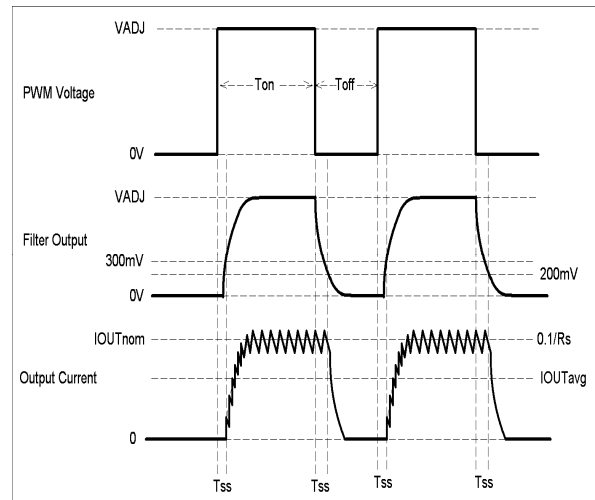 VADJ
Ton
Toff
PWM Voltage
0V
VADJ
Filter Output
300mV
200mV
0V
IOUTnom
0.1/Rs
Output Current
IOUTavg
0
Tss
Tss
Tss
Tss